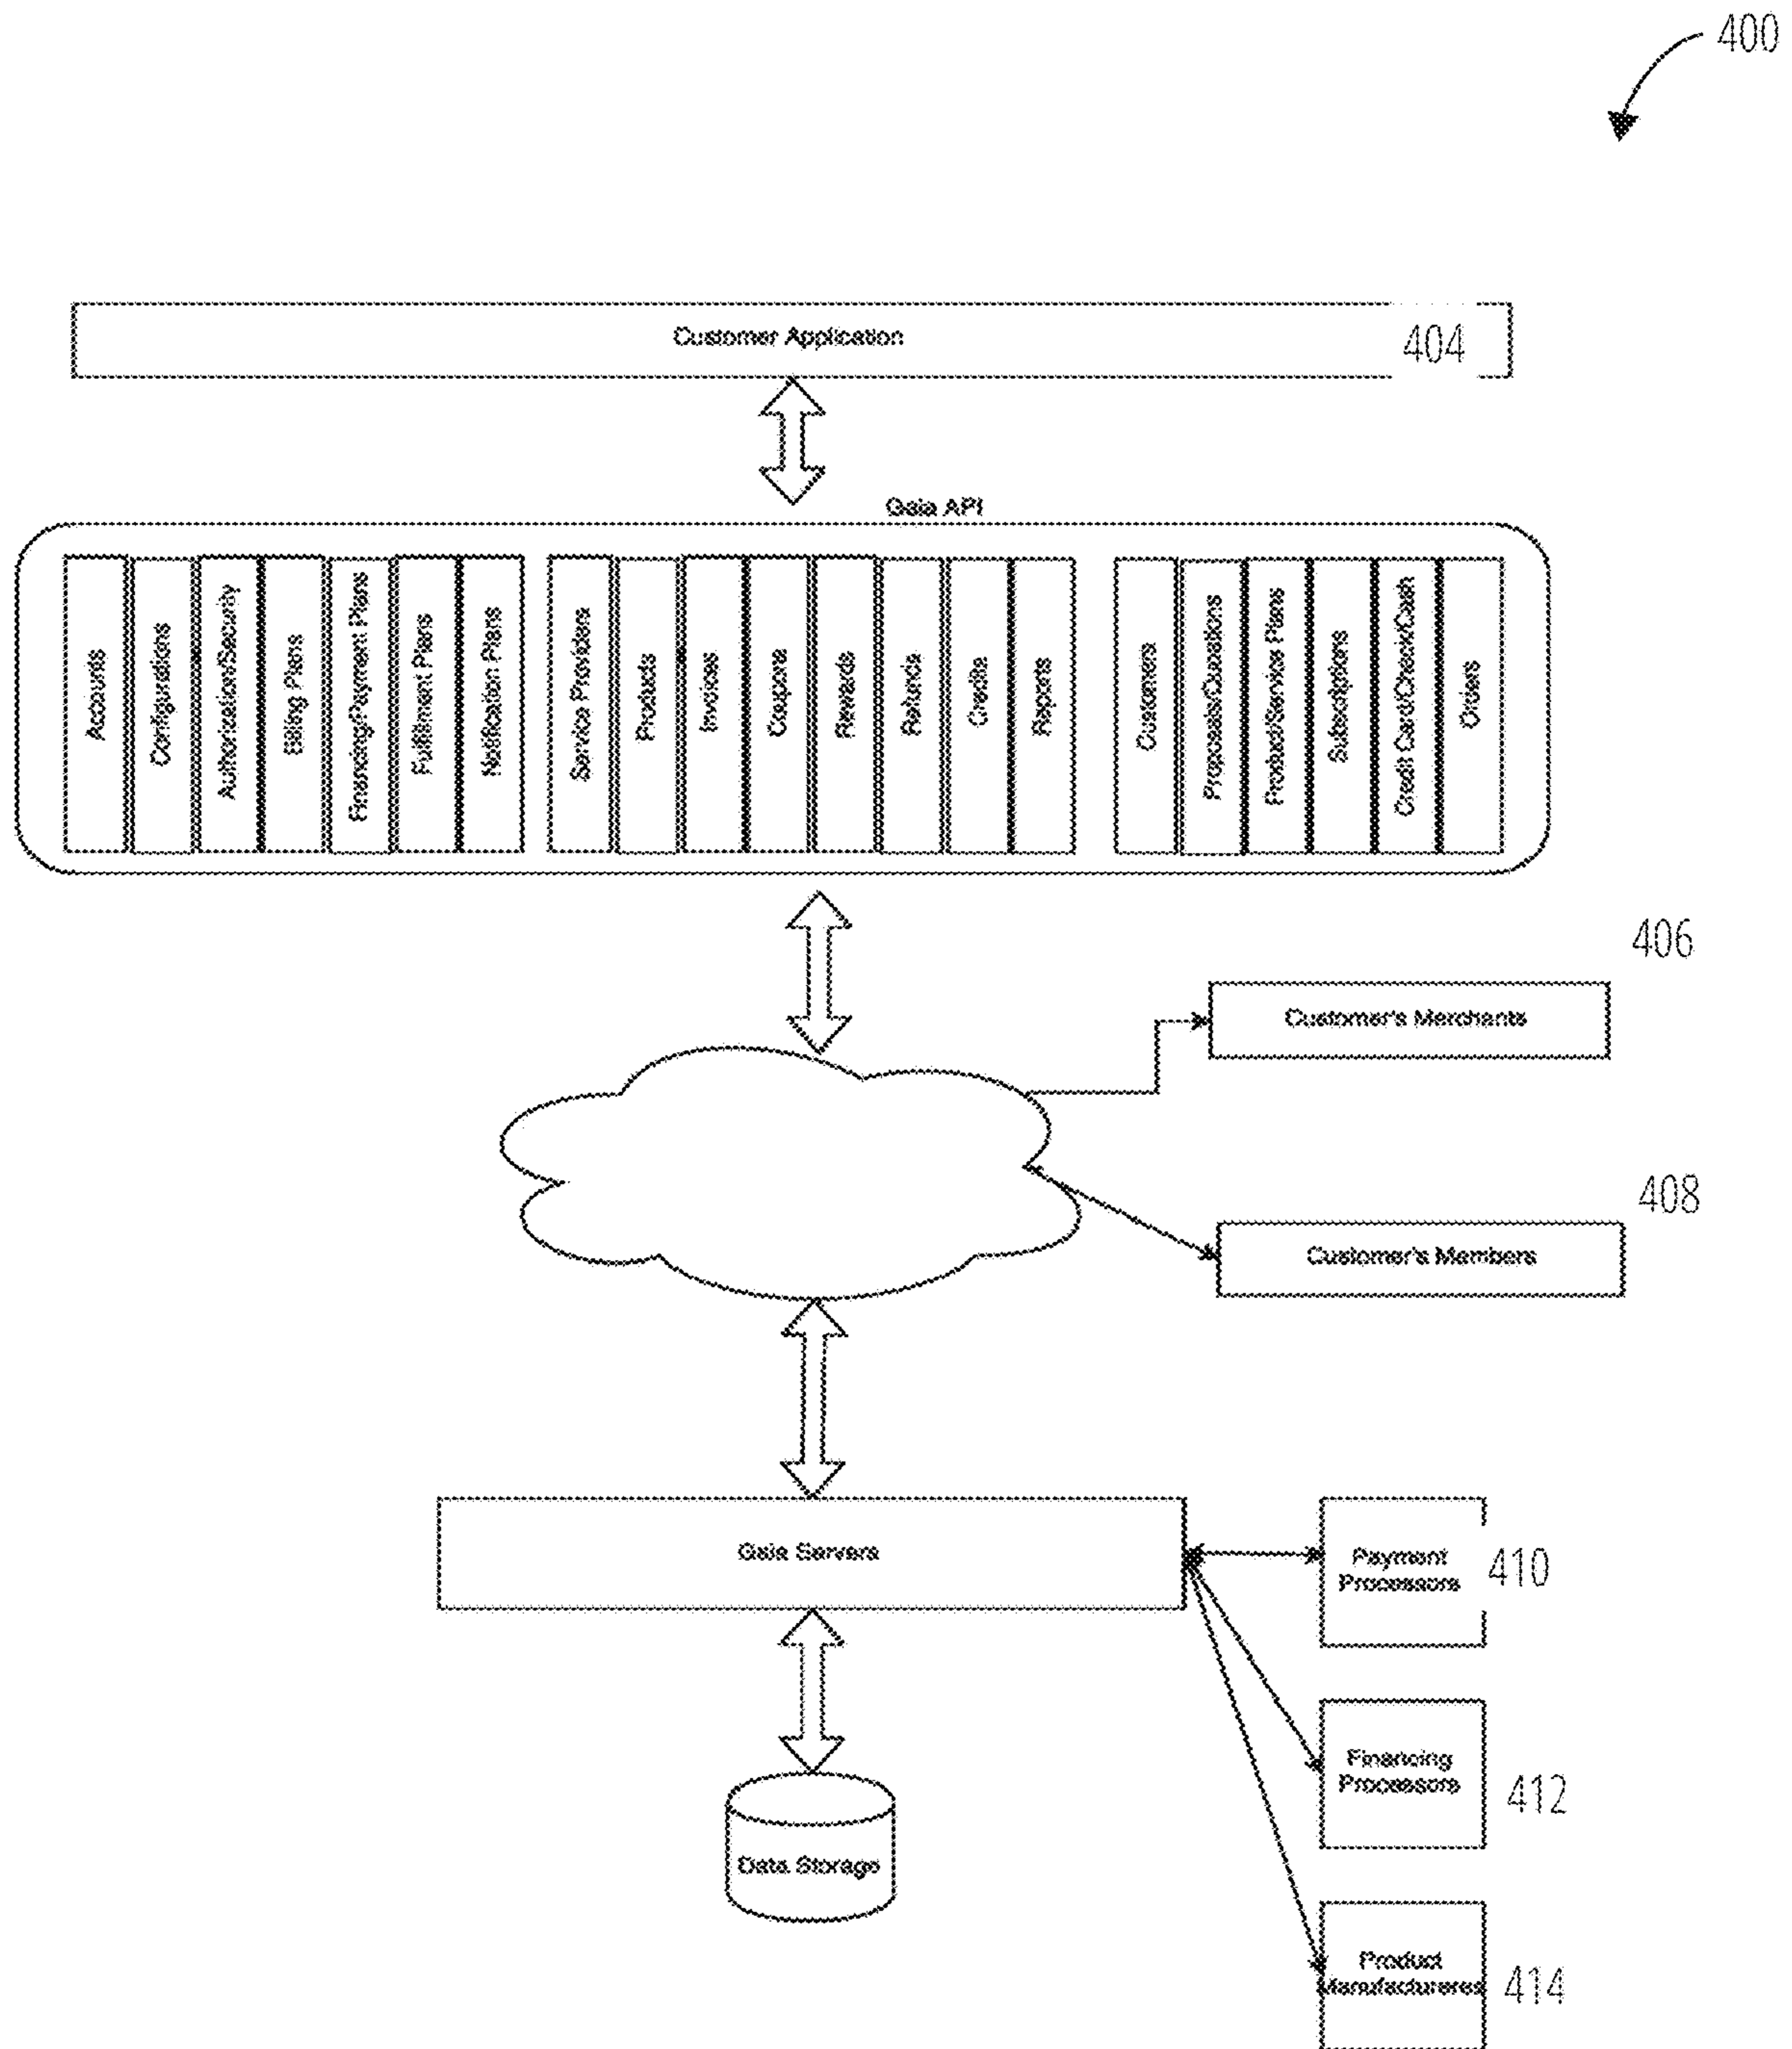 400
Customer Application
404
Gaia API
Accounts
Configurations
Authorization/Security
Billing Plans
Financing/Payment Plans
Fulfillment Plans
Notification Plans
Service Providers
Products
Invoices
Coupons
Rewards
Refunds
Credits
Reports
Customers
Proposals/Quotations
Product/Service Plans
Subscriptions
Credit Card/Check/Cash
Orders
406
Customer's Merchants
408
Customer's Members
Gaia Servers
Payment
Processors
410
Financing
Processors
412
Data Storage
Product
Manufactureres
414